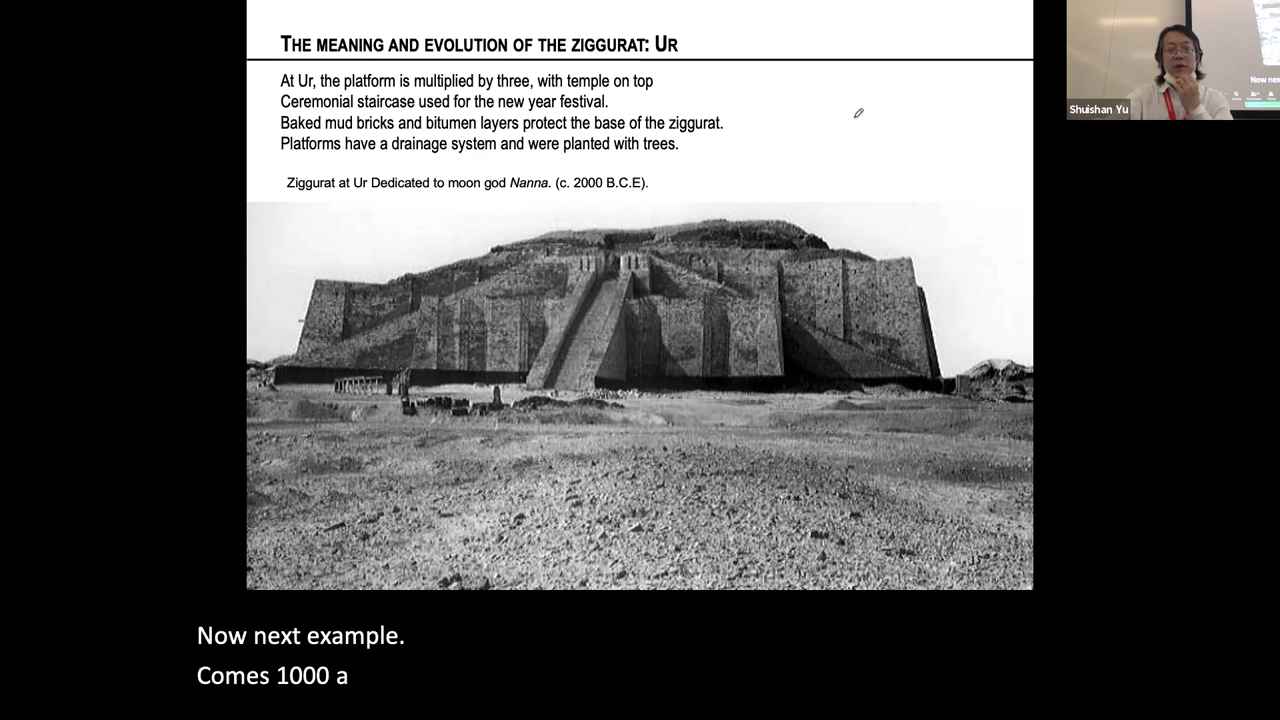 THE MEANING AND EVOLUTION OF THE ZIGGURAT: UR
At Ur, the platform is multiplied by three, with temple on top
Ceremonial staircase used for the new year festival.
Baked mud bricks and bitumen layers protect the base of the ziggurat.
Platforms have a drainage system and were planted with trees.
Ziggurat at Ur Dedicated to moon god Nanna. (c. 2000 B.C.E).
Shuishan Yu
Now nex
Now next example.
Comes 1000 a